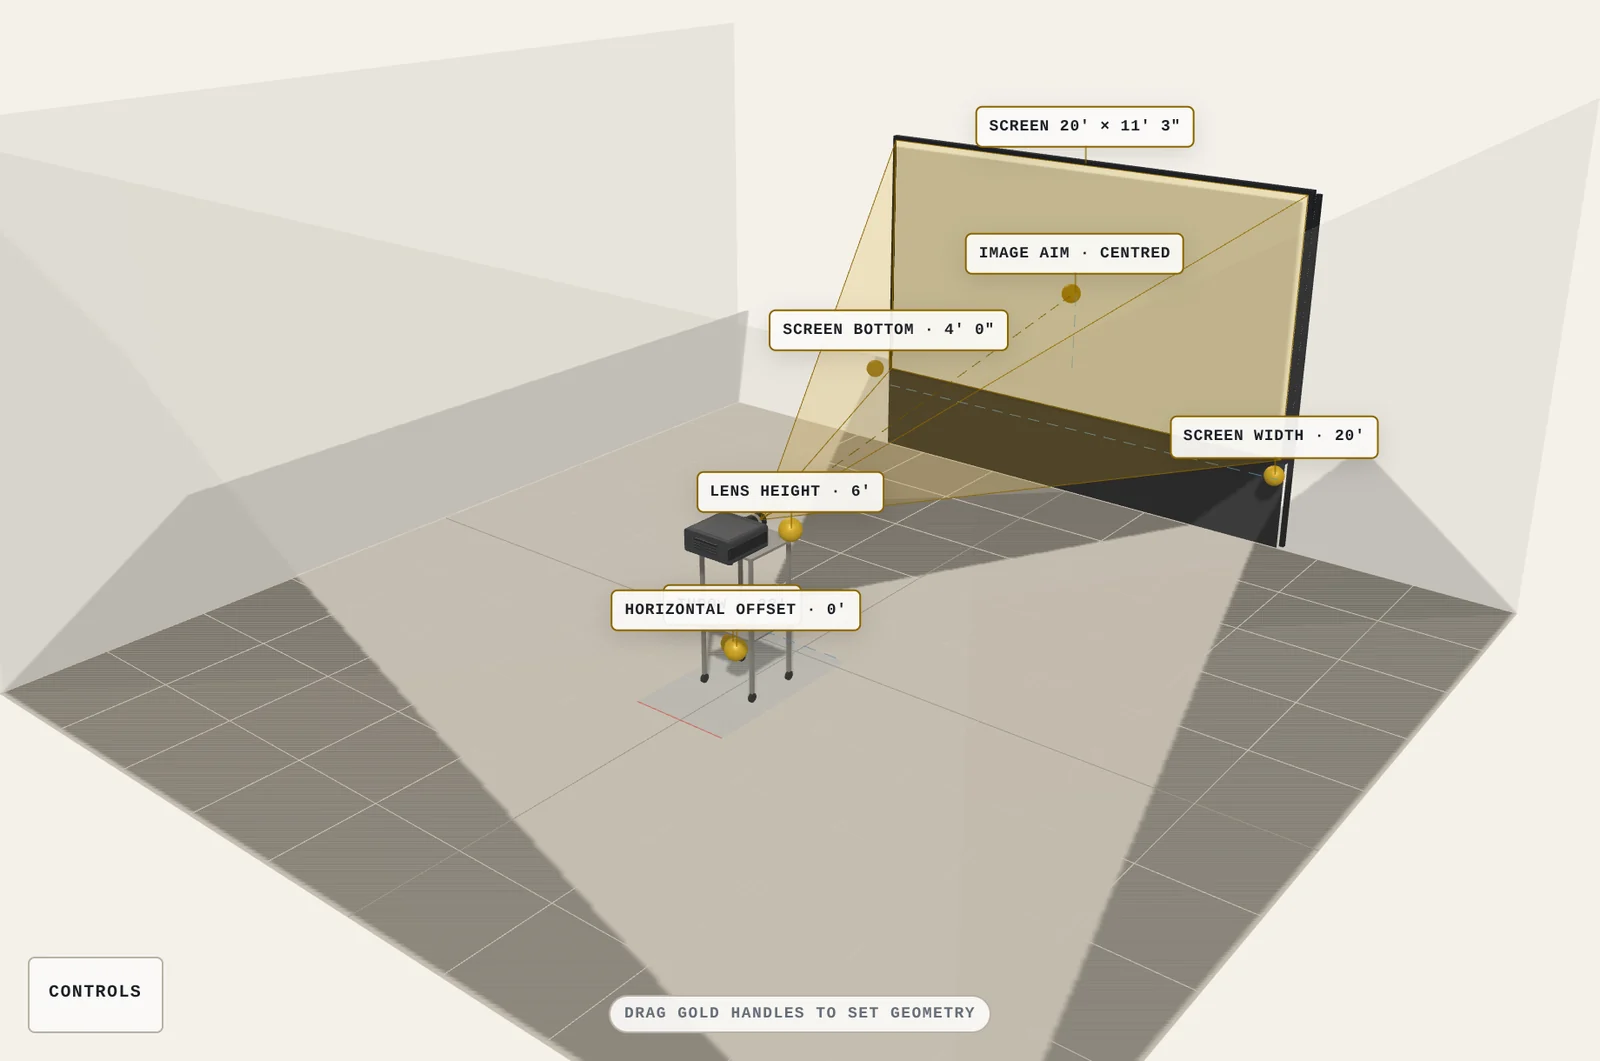 SCREEN 20' × 11' 3"
IMAGE AIM · CENTRED
SCREEN BOTTOM · 4' 0"
SCREEN WIDTH · 20'
LENS HEIGHT · 6'
HORIZONTAL OFFSET · 0'
CONTROLS
DRAG GOLD HANDLES TO SET GEOMETRY